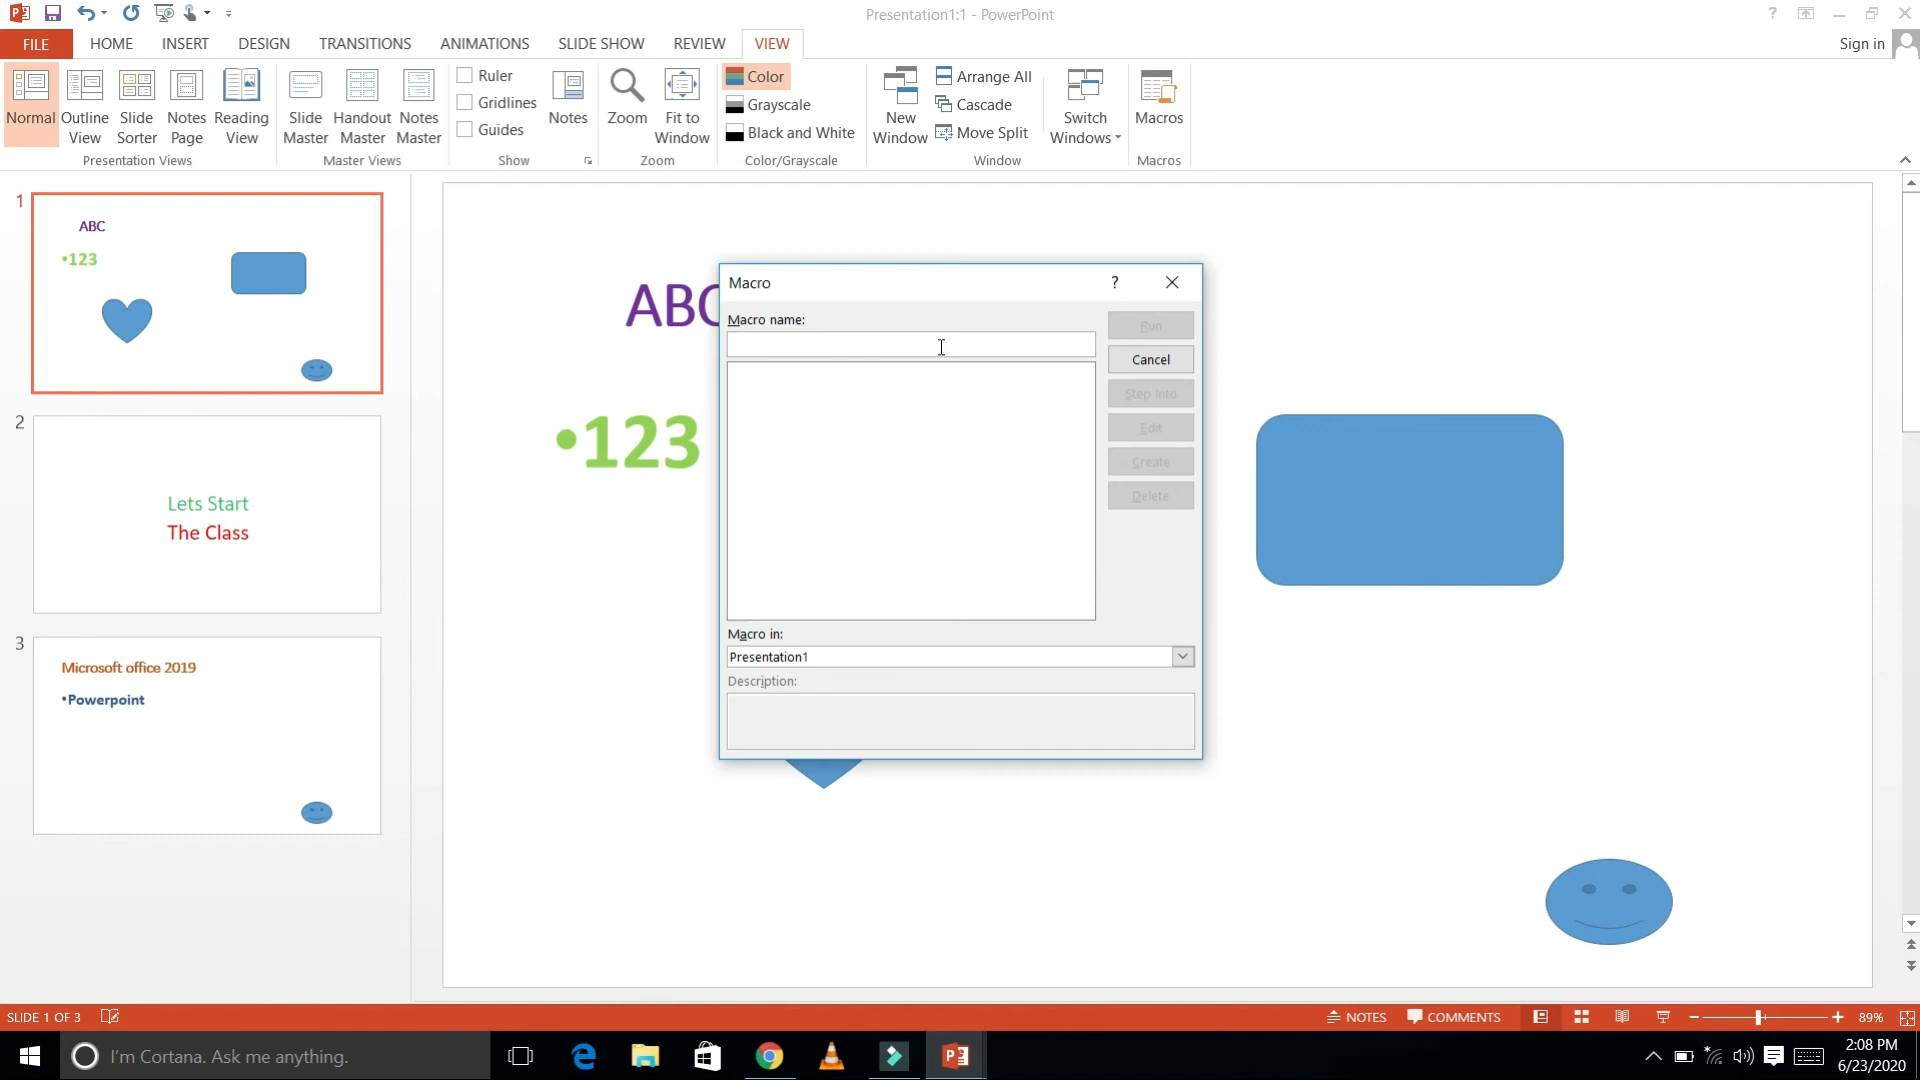 Presentation1:1 - PowerPoint
?
FILE
HOME
INSERT
DESIGN
TRANSITIONS
ANIMATIONS
SLIDE SHOW
REVIEW
VIEW
Sign in
Normal
Outline View
Slide Sorter
Notes Page
Reading View
Presentation Views
Slide Master
Handout Master
Notes Master
Master Views
Ruler
Gridlines
Guides
Show
Notes
Zoom
Fit to Window
Zoom
Color
Grayscale
Black and White
Color/Grayscale
New Window
Arrange All
Cascade
Move Split
Switch Windows
Window
Macros
Macros
1
ABC
•123
2
Lets Start
The Class
3
Microsoft office 2019
•Powerpoint
ABC
•123
Macro
?
Macro name:
Run
Cancel
Step Into
Edit
Create
Delete
Macro in:
Presentation1
Description:
SLIDE 1 OF 3
NOTES
COMMENTS
89%
I'm Cortana. Ask me anything.
2:08 PM
6/23/2020